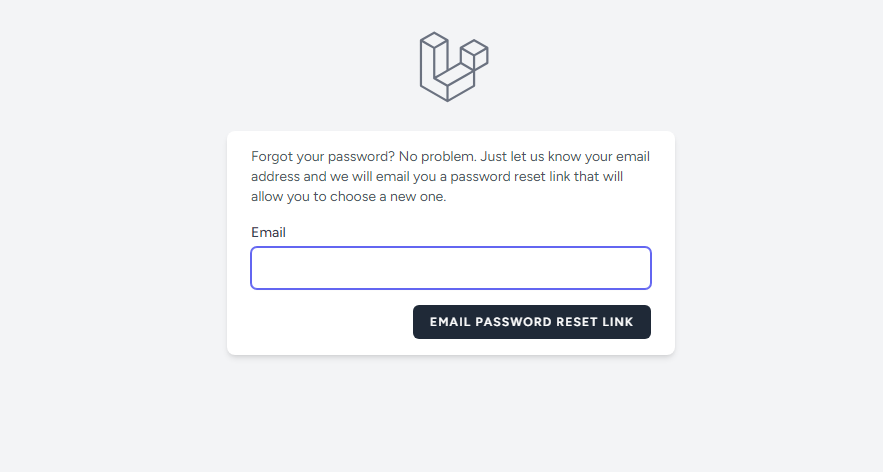 Forgot your password? No problem. Just let us know your email
address and we will email you a password reset link that will
allow you to choose a new one.
Email
EMAIL PASSWORD RESET LINK